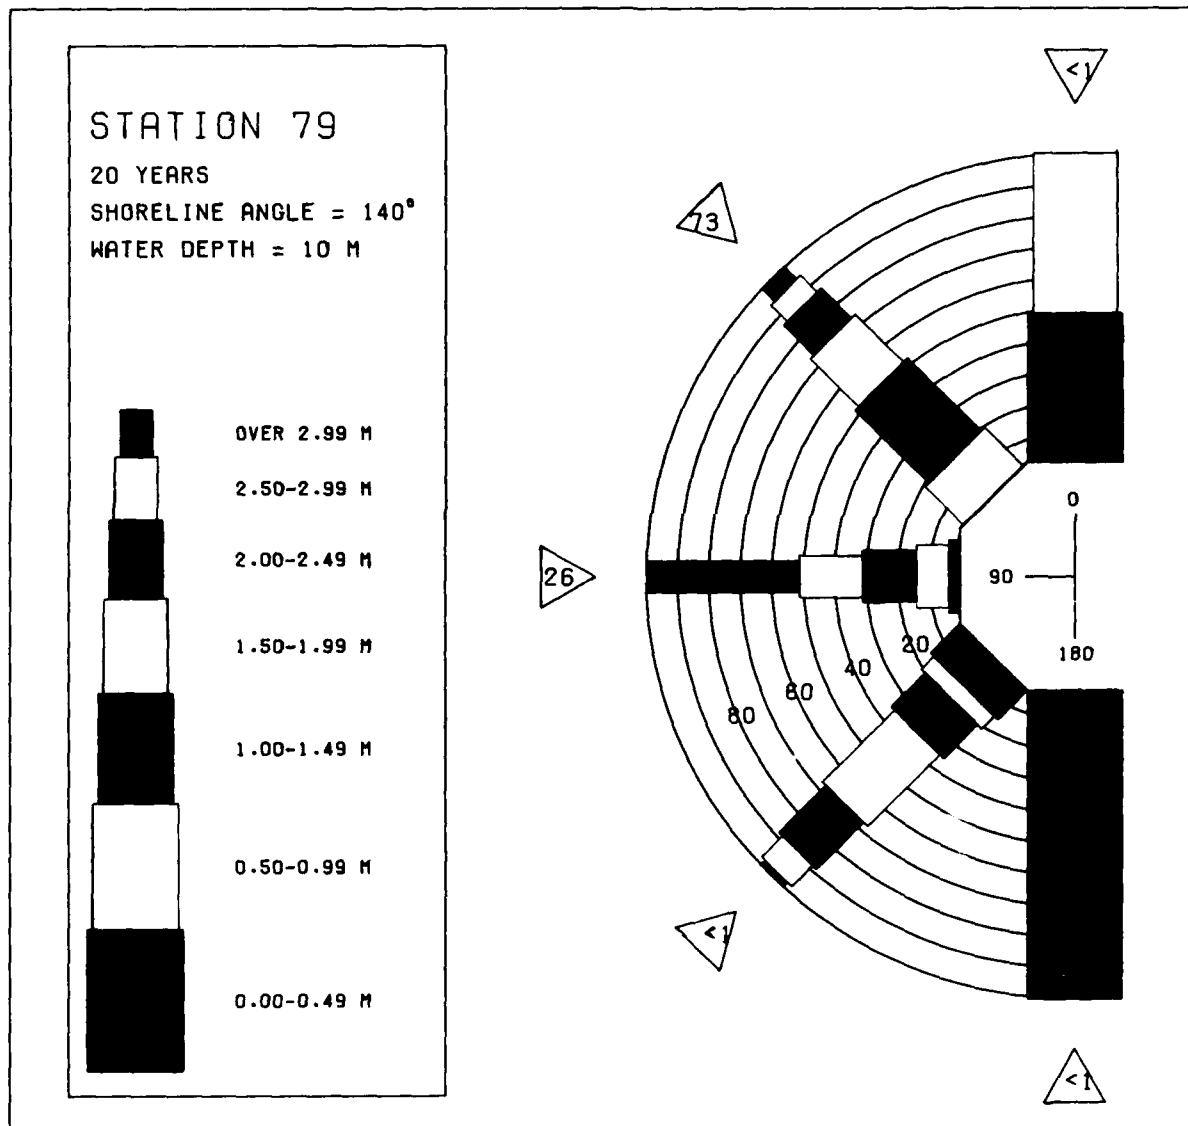 STATION 79
20 YEARS
SHORELINE ANGLE = 140°
WATER DEPTH = 10 M
OVER 2.99 M
2.50-2.99 M
2.00-2.49 M
1.50-1.99 M
1.00-1.49 M
0.50-0.99 M
0.00-0.49 M
<1
73
26
<1
<1
0
90
180
20
40
60
80